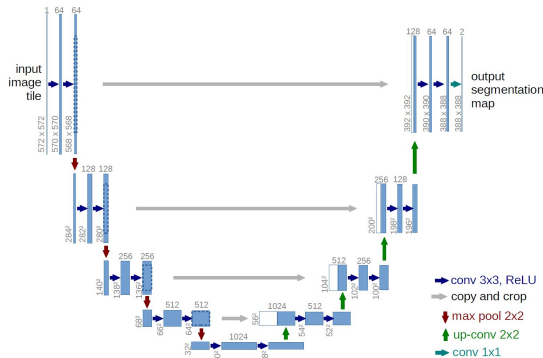 1 64 64
128 64 64 2
input
image
tile
output
segmentation
map
572 x 572
570 x 570
568 x 568
392 x 392
390 x 390
388 x 388
388 x 388
128 128
256 128
284²
282²
280²
200²
198²
196²
256 256
512 256
140²
138²
136²
104²
102²
100²
conv 3x3, ReLU
copy and crop
512 512
1024 512
68²
66²
64²
56²
54²
52²
max pool 2x2
up-conv 2x2
conv 1x1
1024
32²